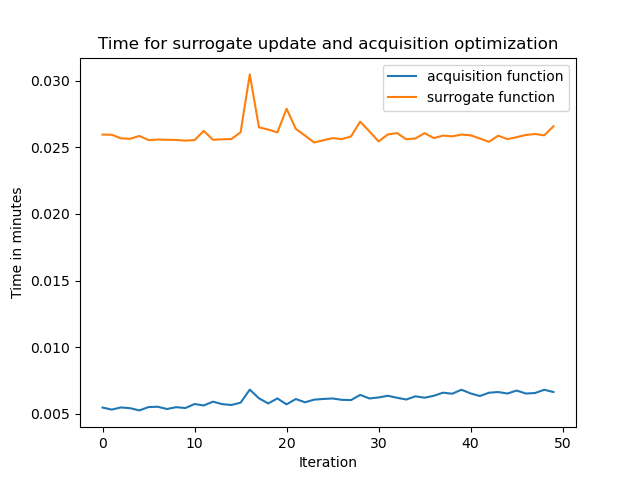 Time for surrogate update and acquisition optimization
acquisition function
surrogate function
0.030
0.025
0.020
0.015
0.010
0.005
Time in minutes
0 10 20 30 40 50
Iteration